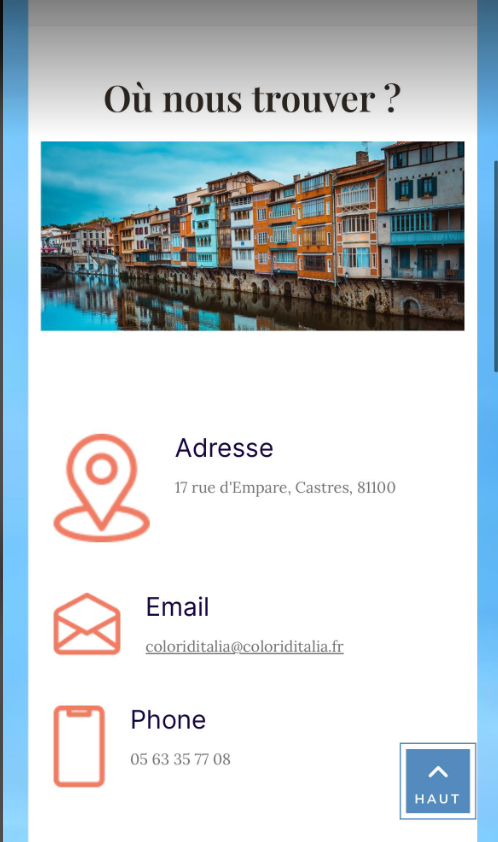 Où nous trouver ?
Adresse
17 rue d'Empare, Castres, 81100
Email
coloriditalia@coloriditalia.fr
Phone
05 63 35 77 08
HAUT